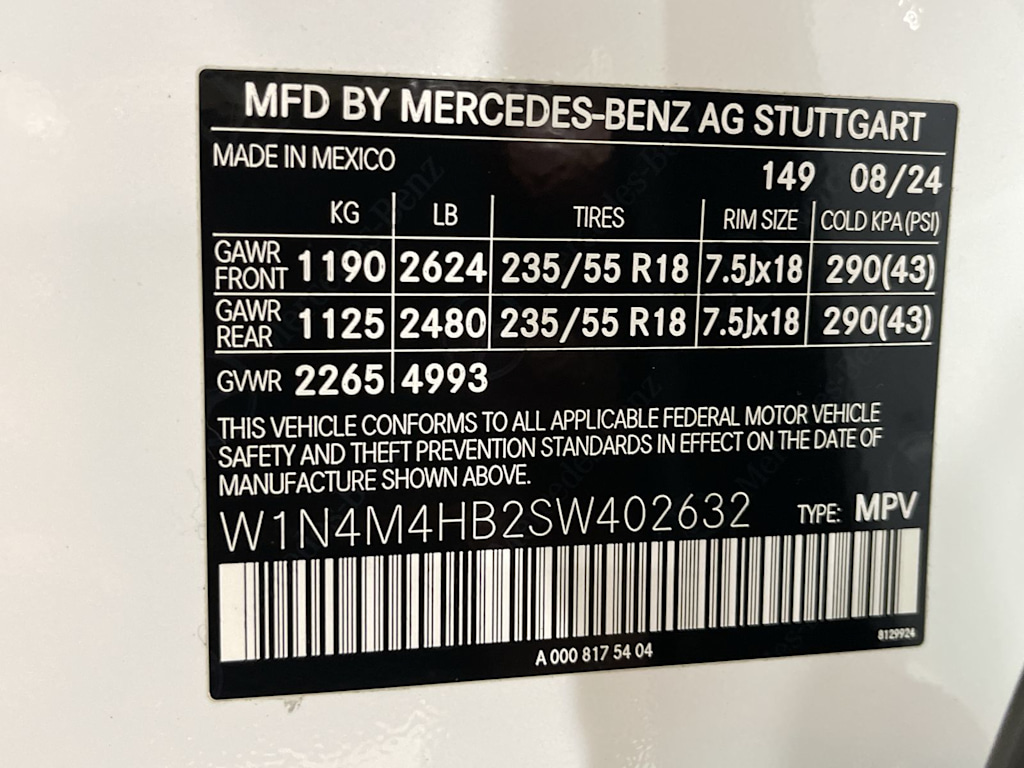 MFD BY MERCEDES-BENZ AG STUTTGART
MADE IN MEXICO
149 08/24
KG LB TIRES RIM SIZE COLD KPA (PSI)
GAWR FRONT 1190 2624 235/55 R18 7.5Jx18 290(43)
GAWR REAR 1125 2480 235/55 R18 7.5Jx18 290(43)
GVWR 2265 4993
THIS VEHICLE CONFORMS TO ALL APPLICABLE FEDERAL MOTOR VEHICLE
SAFETY AND THEFT PREVENTION STANDARDS IN EFFECT ON THE DATE OF
MANUFACTURE SHOWN ABOVE.
W1N4M4HB2SW402632 TYPE: MPV
A 000 817 54 04
8129924